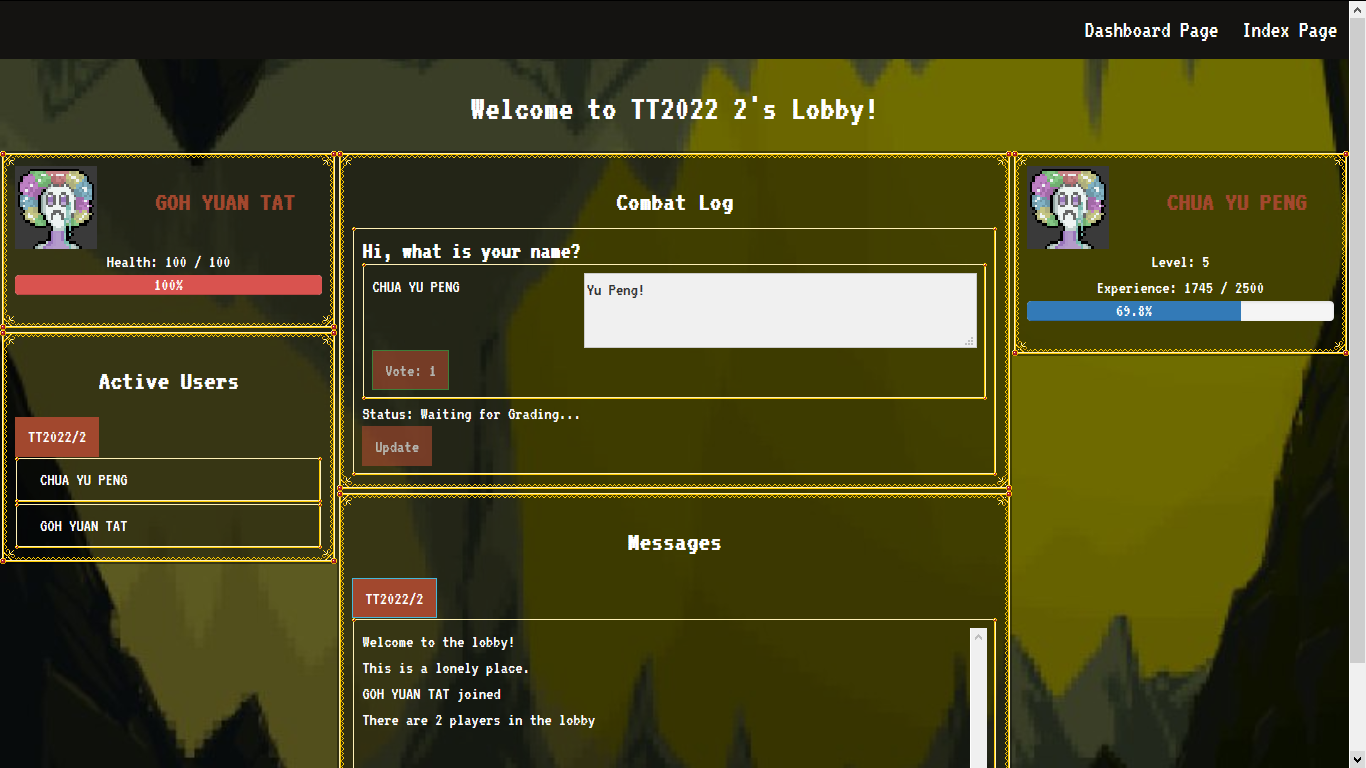 Dashboard Page Index Page
Welcome to TT2022 2's Lobby!
GOH YUAN TAT
Health: 100 / 100
100%
Active Users
TT2022/2
CHUA YU PENG
GOH YUAN TAT
Combat Log
Hi, what is your name?
CHUA YU PENG
Yu Peng!
Vote: 1
Status: Waiting for Grading...
Update
Messages
TT2022/2
Welcome to the lobby!
This is a lonely place.
GOH YUAN TAT joined
There are 2 players in the lobby
CHUA YU PENG
Level: 5
Experience: 1745 / 2500
69.8%